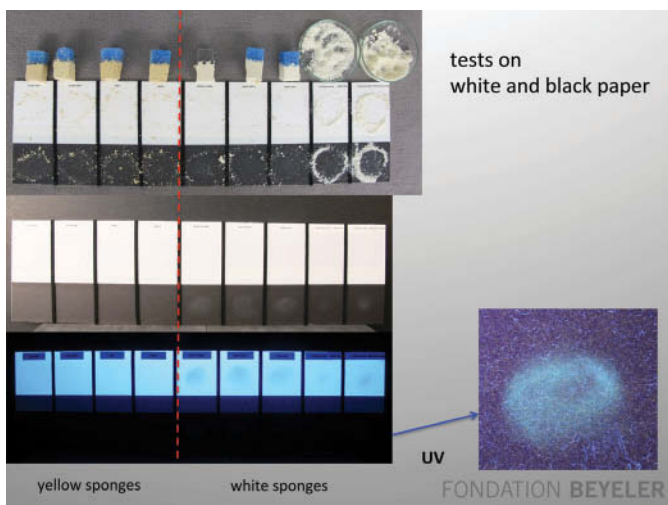 tests on
white and black paper
UV
yellow sponges
white sponges
FONDATION BEYELER